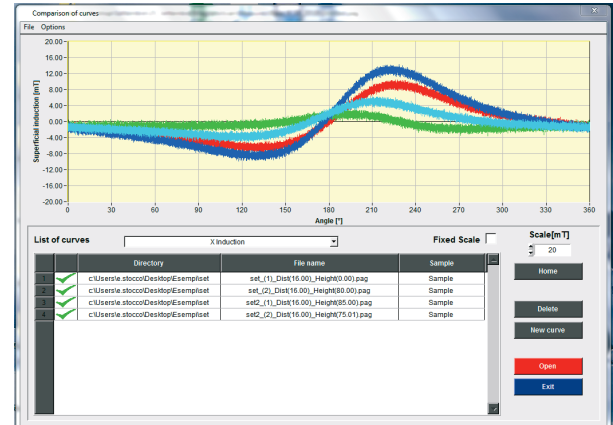 Comparison of curves
File Options
20.00
16.00
12.00
8.00
4.00
0.00
-4.00
-8.00
-12.00
-16.00
-20.00
Superficial induction [mT]
0 30 60 90 120 150 180 210 240 270 300 330 360
Angle [°]
List of curves X Induction Fixed Scale Scale[mT]
20
Directory File name Sample
1 c:\Users\e.stocco\Desktop\Esempi\set set_(1)_Dist(16.00)_Height(0.00).pag Sample
2 c:\Users\e.stocco\Desktop\Esempi\set set_(2)_Dist(16.00)_Height(80.00).pag Sample
3 c:\Users\e.stocco\Desktop\Esempi\set set2_(1)_Dist(16.00)_Height(85.00).pag Sample
4 c:\Users\e.stocco\Desktop\Esempi\set set2_(2)_Dist(16.00)_Height(75.01).pag Sample
Home
Delete
New curve
Open
Exit